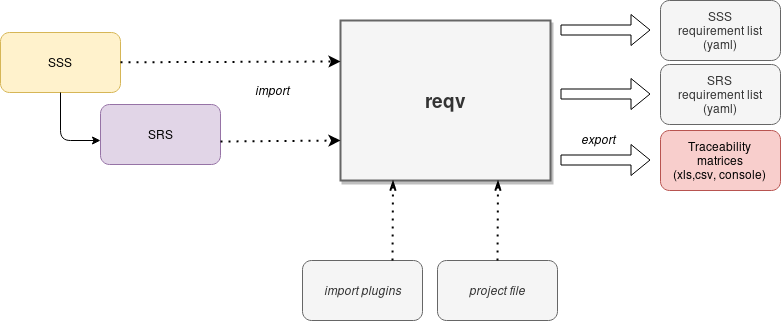 SSS
SRS
import
reqv
export
SSS
requirement list
(yaml)
SRS
requirement list
(yaml)
Traceability
matrices
(xls,csv, console)
import plugins
project file